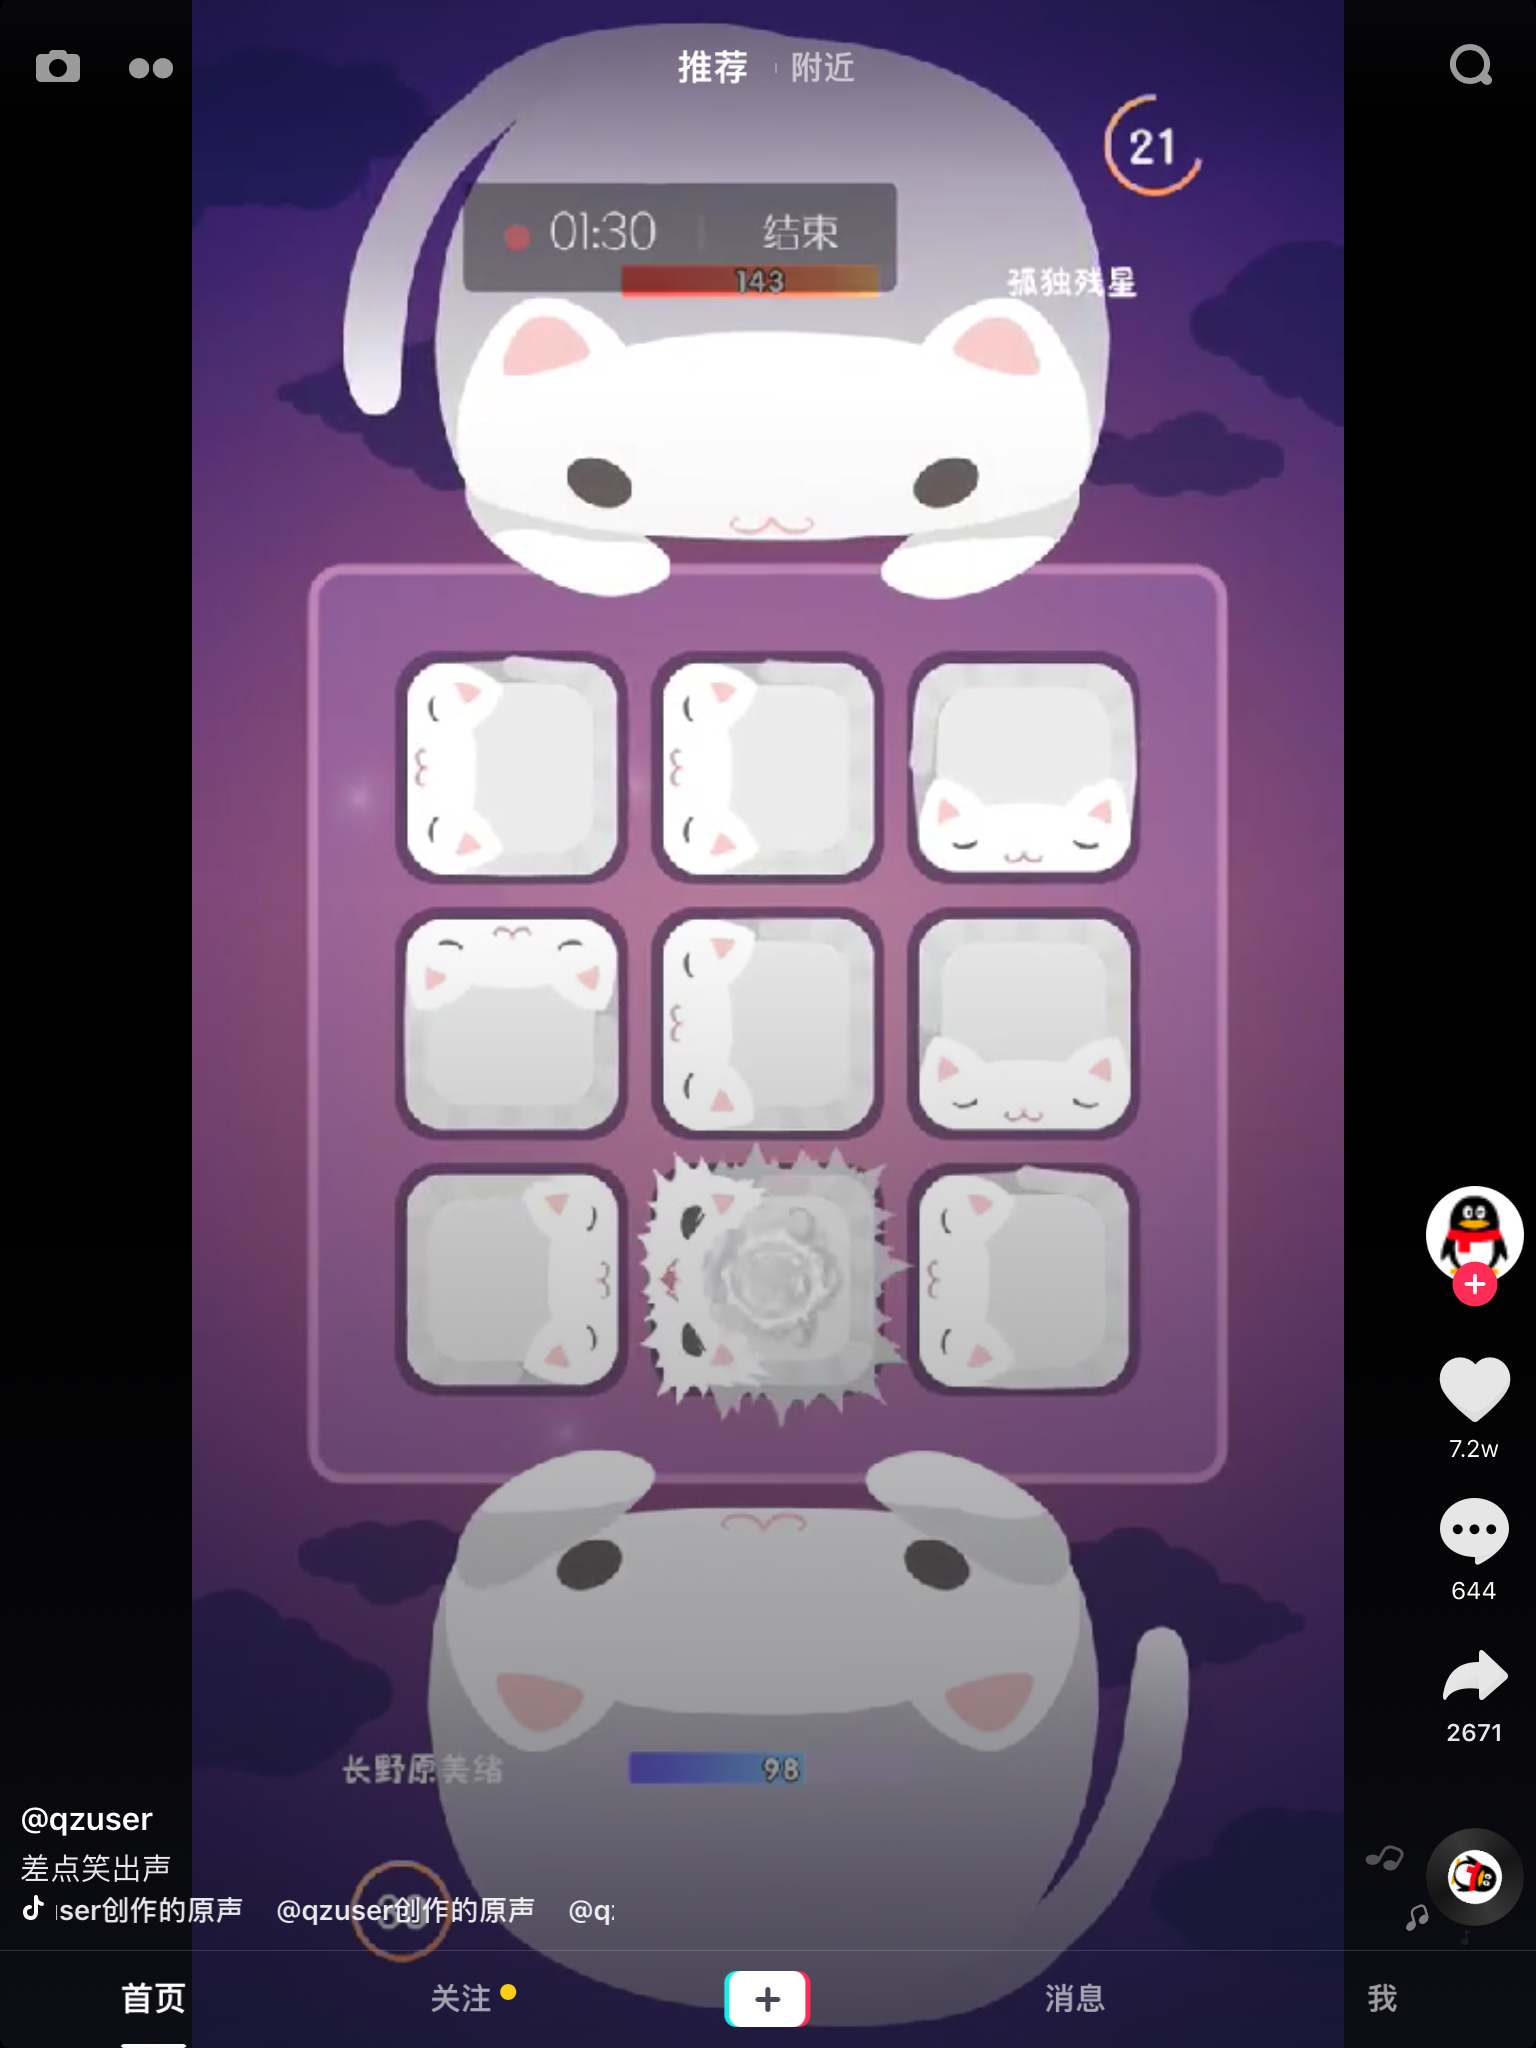 推荐
附近
21
01:30 结束
143
孤独残星
7.2w
644
2671
长野原美绪
98
@qzuser
差点笑出声
ser创作的原声 @qzuser创作的原声 @q
首页
关注
消息
我